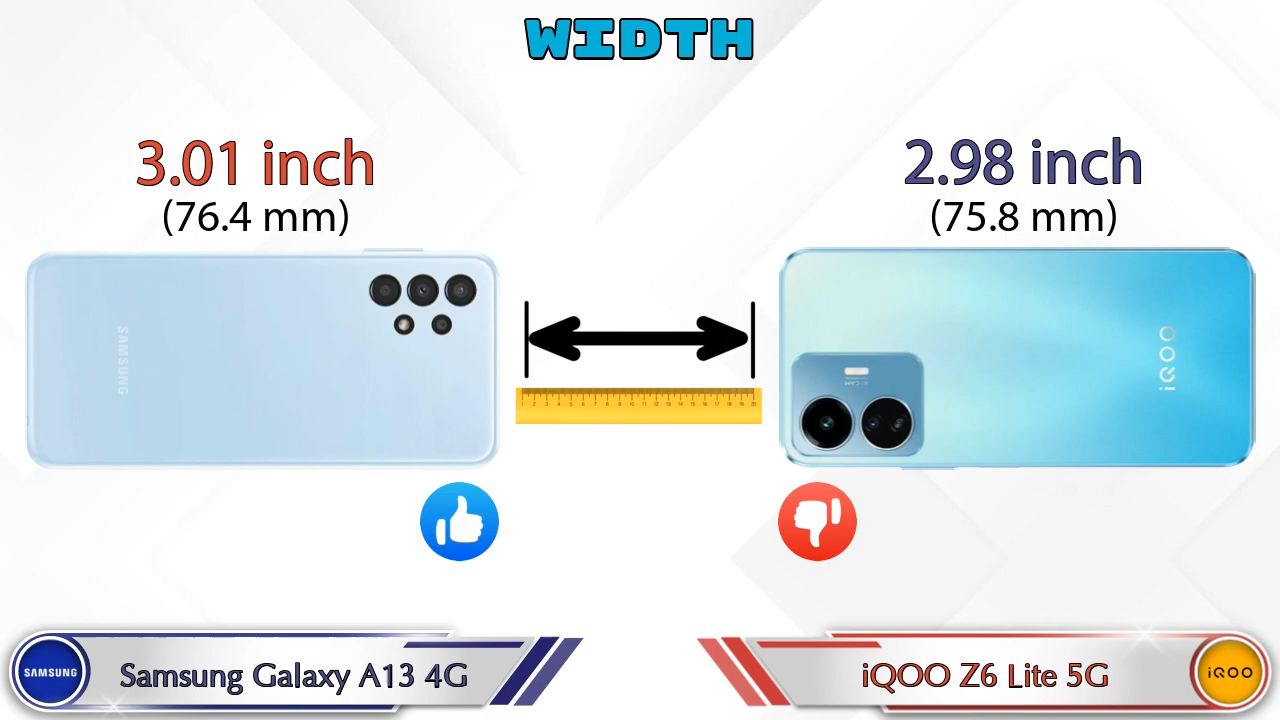 WIDTH
3.01 inch
(76.4 mm)
2.98 inch
(75.8 mm)
SAMSUNG
iQOO
SAMSUNG
Samsung Galaxy A13 4G
iQOO Z6 Lite 5G
iQOO